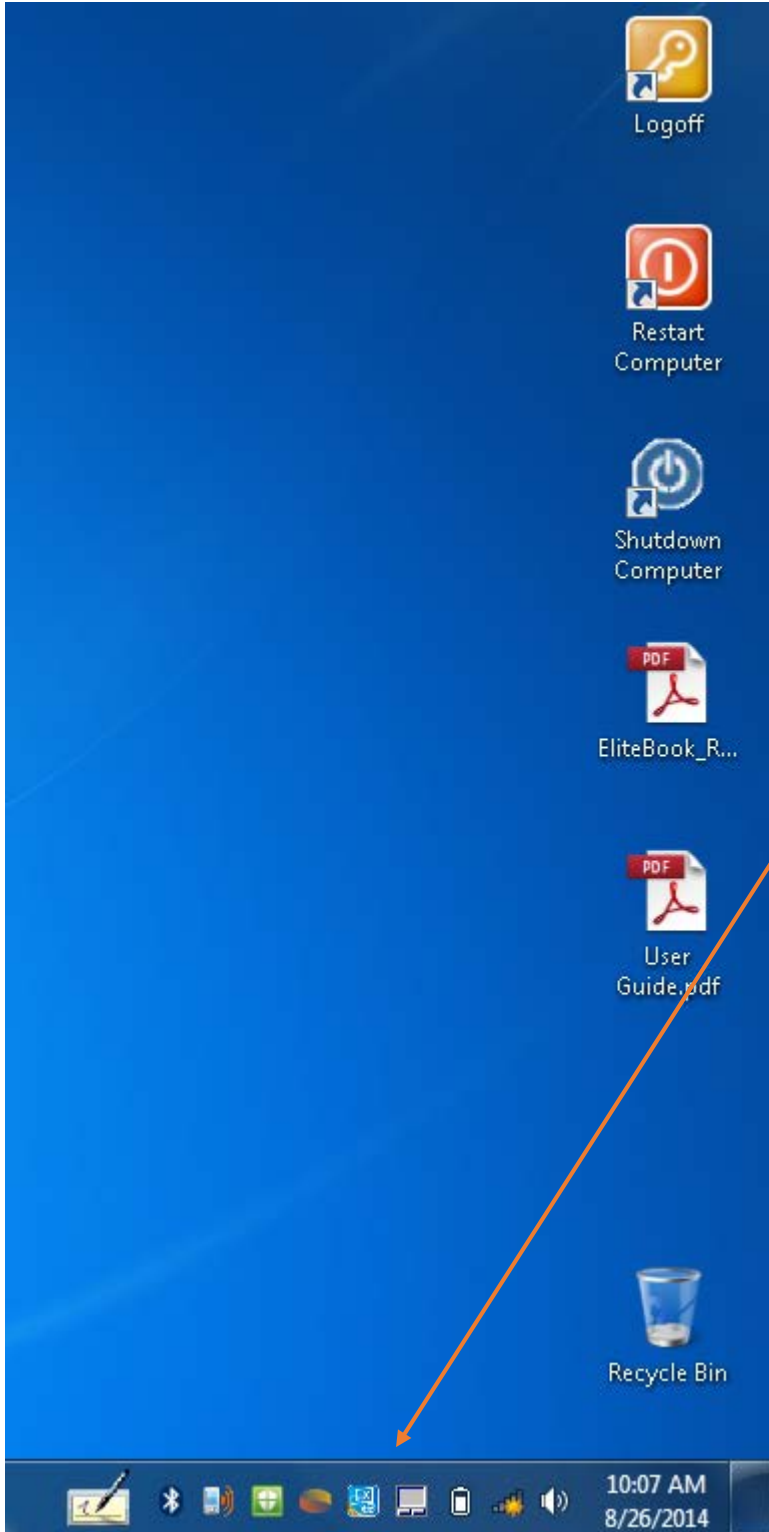 Logoff
Restart
Computer
Shutdown
Computer
PDF
EliteBook_R...
PDF
User
Guide.pdf
Recycle Bin
10:07 AM
8/26/2014